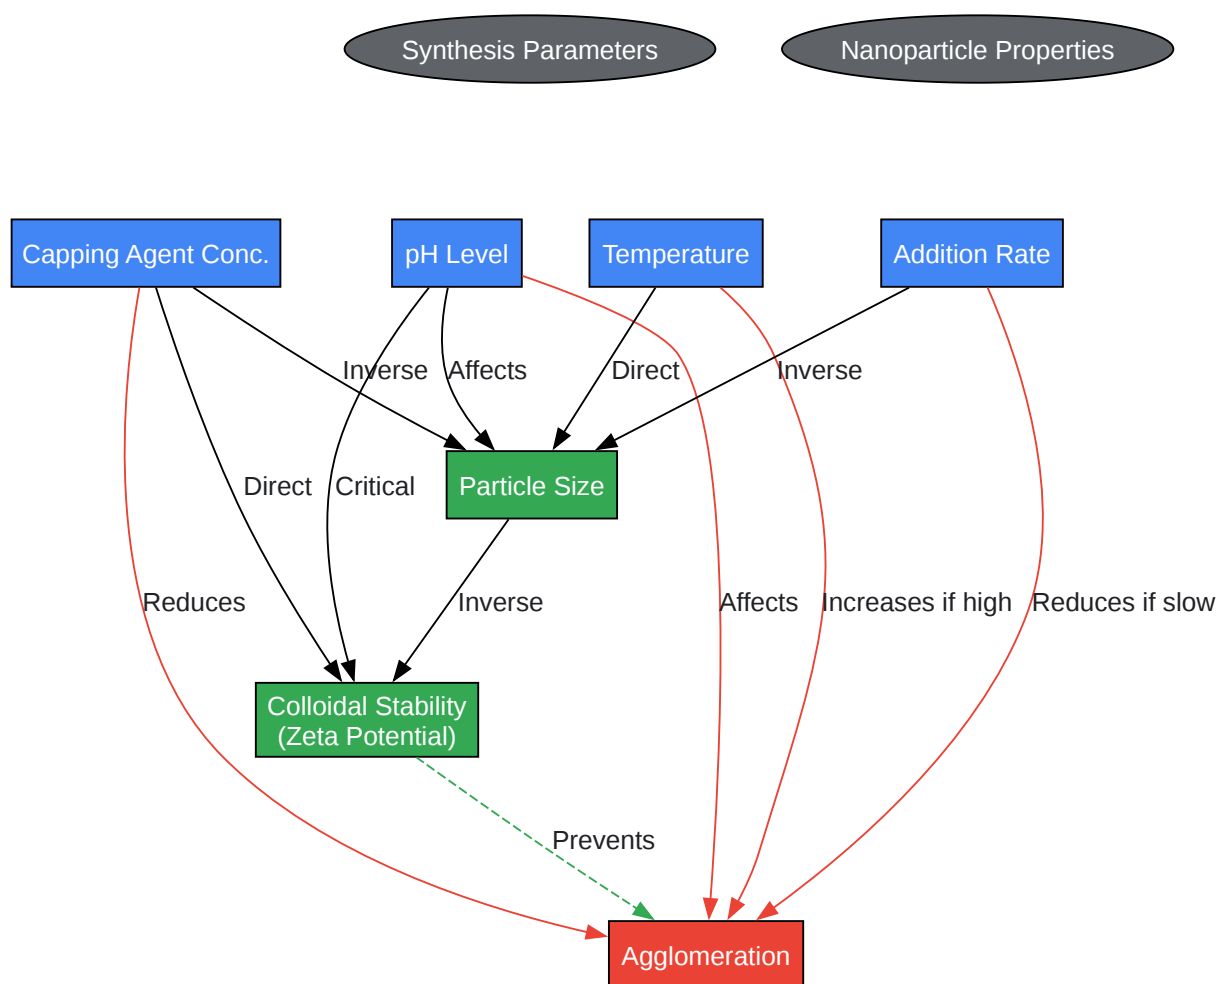 Synthesis Parameters
Nanoparticle Properties
Capping Agent Conc.
pH Level
Temperature
Addition Rate
Inverse
Affects
Direct
Inverse
Direct
Critical
Particle Size
Reduces
Inverse
Affects
Increases if high
Reduces if slow
Colloidal Stability
(Zeta Potential)
Prevents
Agglomeration